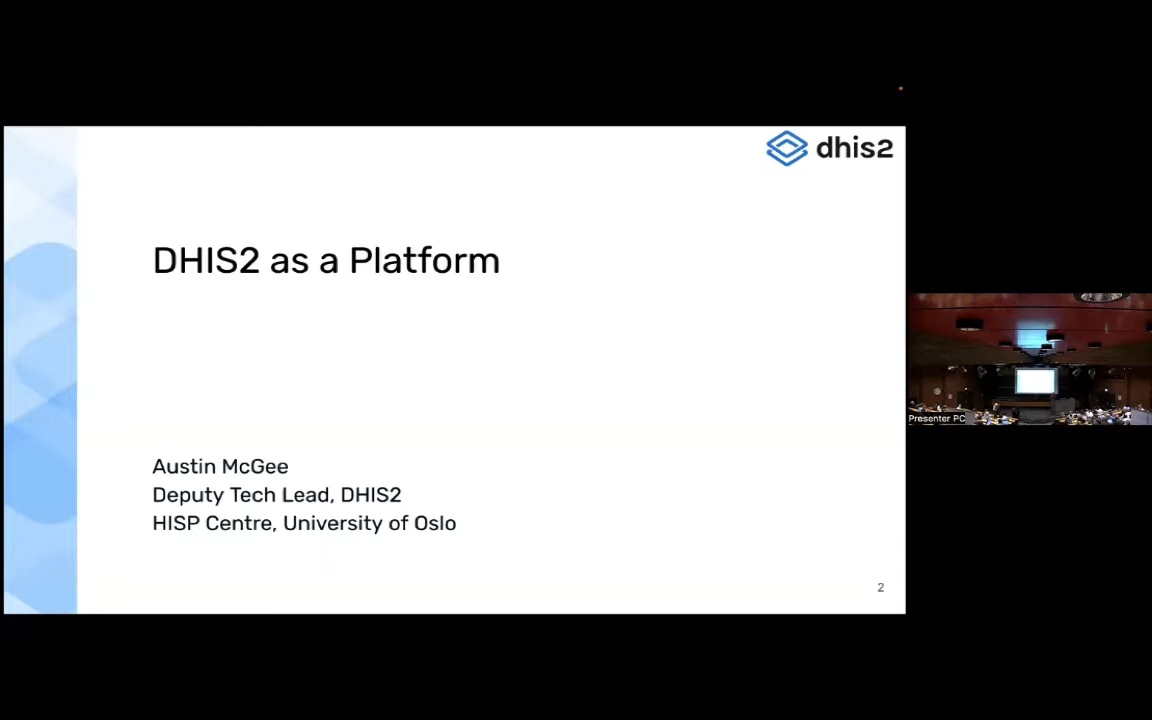 dhis2
DHIS2 as a Platform
Austin McGee
Deputy Tech Lead, DHIS2
HISP Centre, University of Oslo
2
Presenter PC